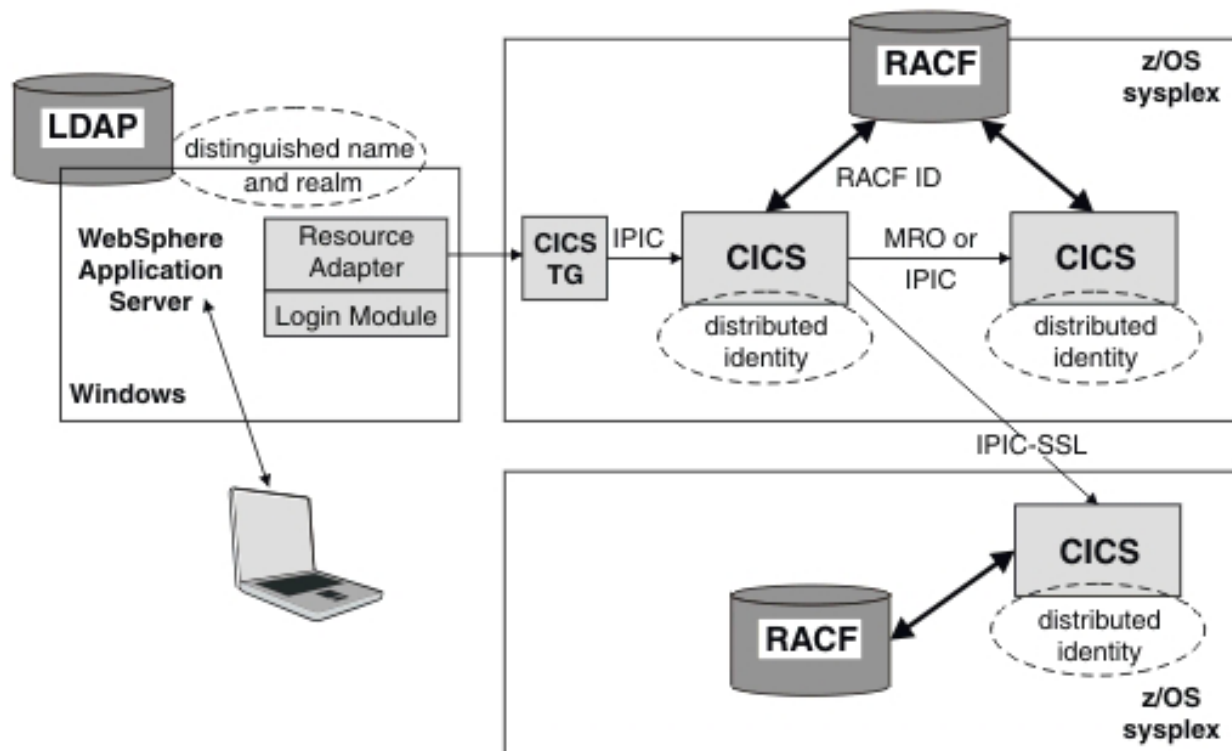 RACF
z/OS
sysplex
LDAP
distinguished name
and realm
RACF ID
WebSphere
Application
Server
Resource
Adapter
Login Module
CICS
TG
IPIC
CICS
MRO or
IPIC
CICS
distributed
identity
distributed
identity
Windows
IPIC-SSL
CICS
RACF
distributed
identity
z/OS
sysplex